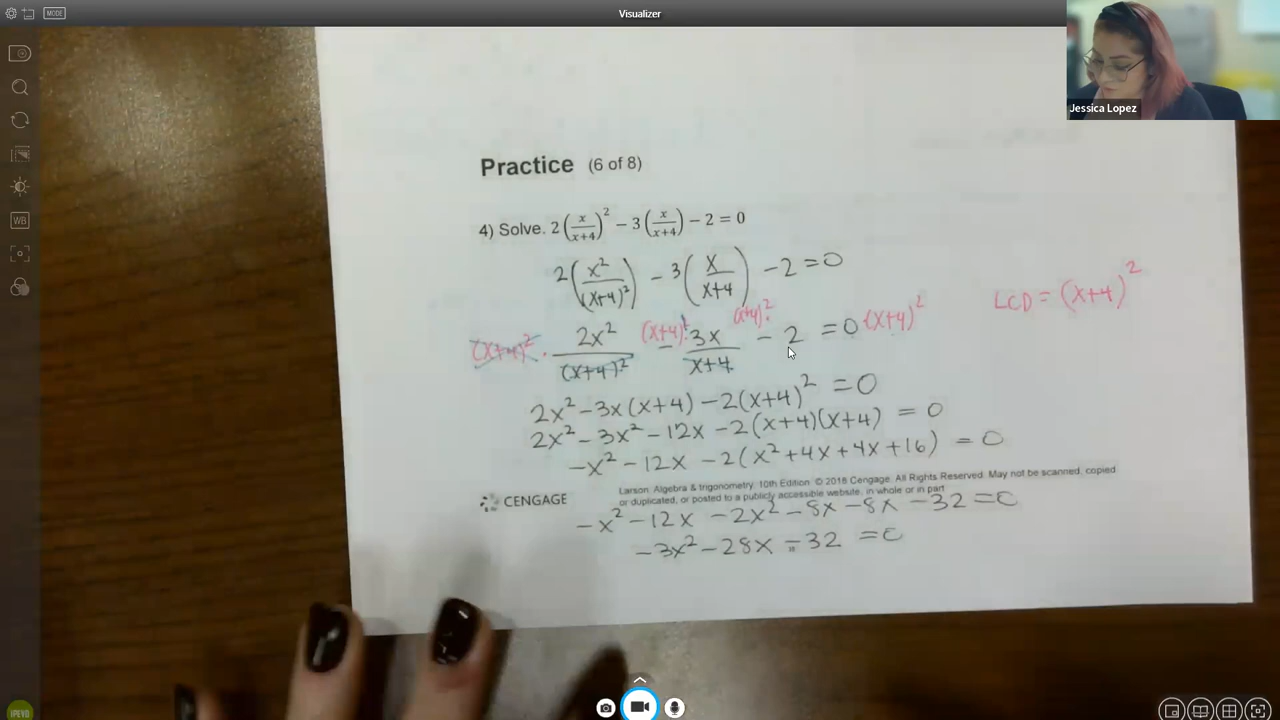 MODE
Visualizer
Jessica Lopez
WB
Practice (6 of 8)
4) Solve. 2(x/(x+4))² − 3(x/(x+4)) − 2 = 0
2(x²/(x+4)²) − 3(x/(x+4)) − 2 = 0
LCD = (x+4)²
(x+4)² · 2x²/(x+4)² − (x+4)² · 3x/(x+4) − (x+4)² · 2 = 0 (x+4)²
2x² − 3x(x+4) − 2(x+4)² = 0
2x² − 3x² − 12x − 2(x+4)(x+4) = 0
−x² − 12x − 2(x² + 4x + 4x + 16) = 0
CENGAGE
Larson. Algebra & trigonometry. 10th Edition. © 2018 Cengage. All Rights Reserved. May not be scanned, copied
or duplicated, or posted to a publicly accessible website, in whole or in part.
−x² − 12x − 2x² − 8x − 8x − 32 = 0
−3x² − 28x − 32 = 0
IPEVO